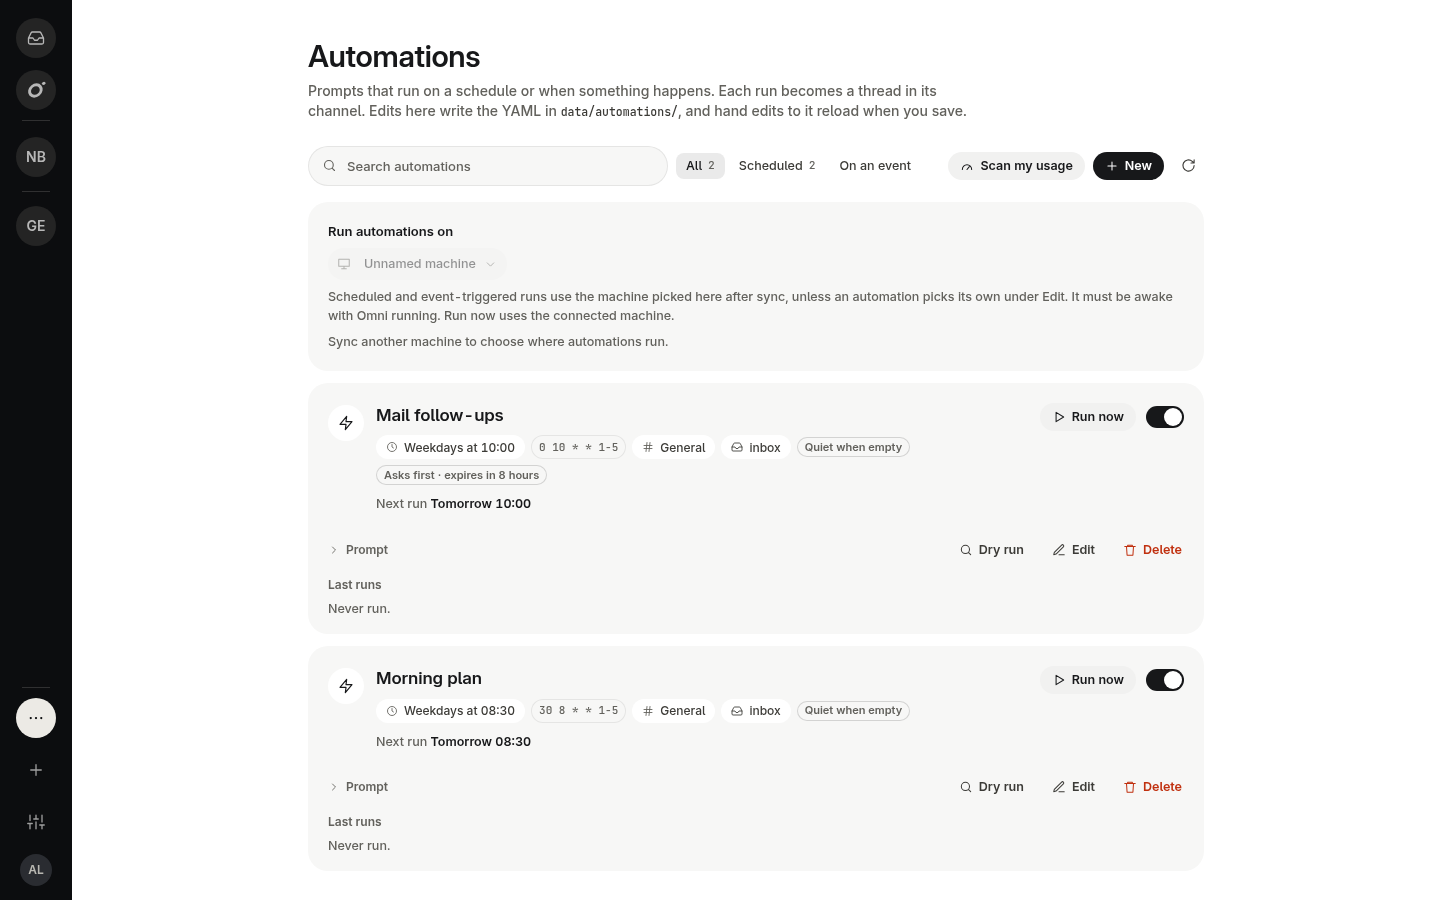 Automations
Prompts that run on a schedule or when something happens. Each run becomes a thread in its
channel. Edits here write the YAML in data/automations/, and hand edits to it reload when you save.
Search automations
All 2
Scheduled 2
On an event
Scan my usage
New
NB
GE
Run automations on
Unnamed machine
Scheduled and event-triggered runs use the machine picked here after sync, unless an automation picks its own under Edit. It must be awake
with Omni running. Run now uses the connected machine.
Sync another machine to choose where automations run.
Mail follow-ups
Run now
Weekdays at 10:00
0 10 * * 1-5
General
inbox
Quiet when empty
Asks first · expires in 8 hours
Next run Tomorrow 10:00
Prompt
Dry run
Edit
Delete
Last runs
Never run.
Morning plan
Run now
Weekdays at 08:30
30 8 * * 1-5
General
inbox
Quiet when empty
Next run Tomorrow 08:30
Prompt
Dry run
Edit
Delete
Last runs
Never run.
AL